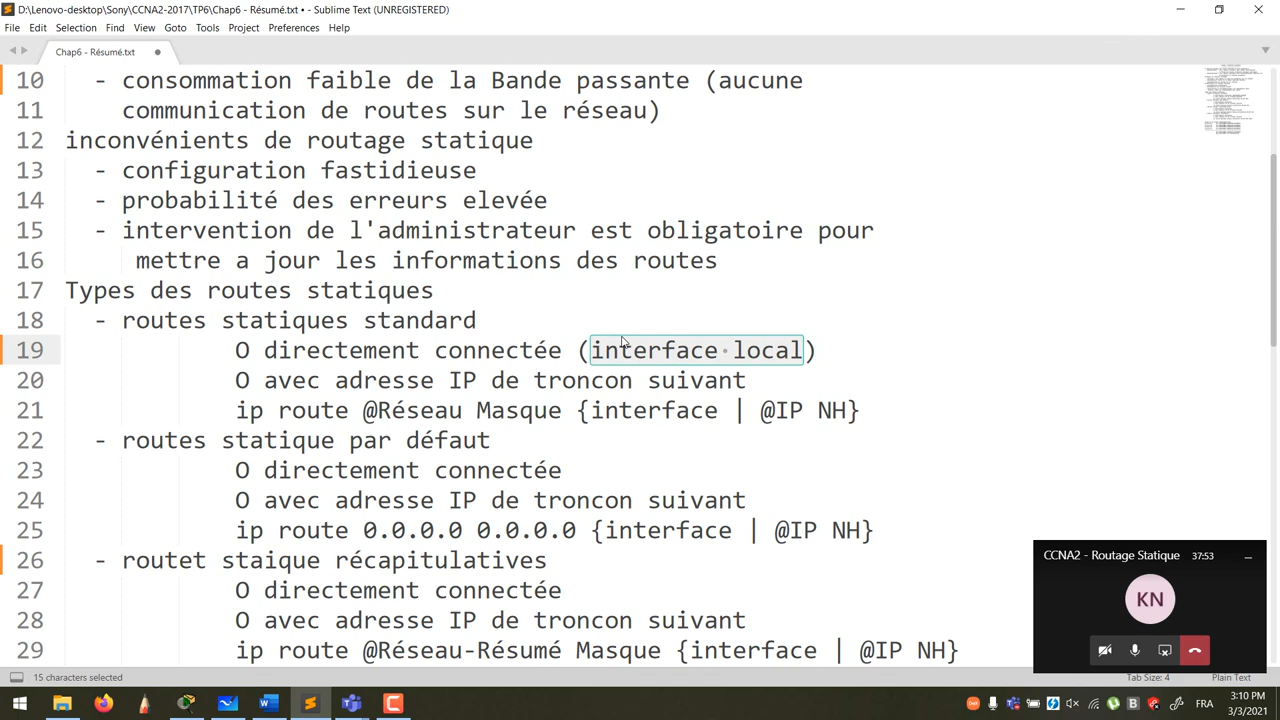 D:\Lenovo-desktop\Sony\CCNA2-2017\TP6\Chap6 - Résumé.txt • - Sublime Text (UNREGISTERED)
File Edit Selection Find View Goto Tools Project Preferences Help
Chap6 - Résumé.txt
10 - consommation faible de la Bande passante (aucune
11 communication de routes sur le réseau)
12 inconvénients de routage statique
13 - configuration fastidieuse
14 - probabilité des erreurs elevée
15 - intervention de l'administrateur est obligatoire pour
16 mettre a jour les informations des routes
17 Types des routes statiques
18 - routes statiques standard
19 O directement connectée (interface local)
20 O avec adresse IP de troncon suivant
21 ip route @Réseau Masque {interface | @IP NH}
22 - routes statique par défaut
23 O directement connectée
24 O avec adresse IP de troncon suivant
25 ip route 0.0.0.0 0.0.0.0 {interface | @IP NH}
26 - routet staique récapitulatives
27 O directement connectée
28 O avec adresse IP de troncon suivant
29 ip route @Réseau-Résumé Masque {interface | @IP NH}
CCNA2 - Routage Statique 37:53
KN
15 characters selected
Tab Size: 4 Plain Text
FR
3:10 PM
3/3/2021